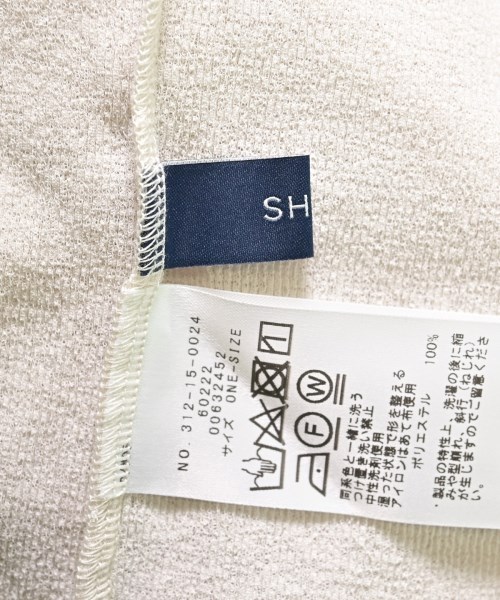 SH
NO. 312-15-0024
60222
00632452
サイズ ONE-SIZE
W
F
同系色と一緒に洗う
つけ置き洗い禁止
中性洗剤使用
湿った状態で形を整える
アイロンはあて布使用
ポリエステル 100%
・製品の特性上、洗濯の後に縮
みや型崩れ、斜行(ねじれ)
が生じますのでご注意くださ
い。